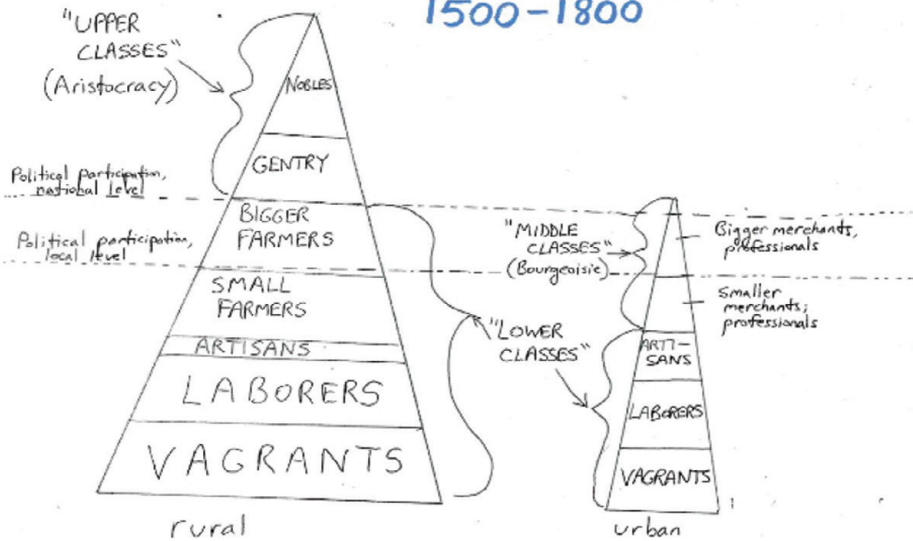 1500-1800
"UPPER
CLASSES"
(Aristocracy)
NOBLES
GENTRY
Political participation,
national level
BIGGER
FARMERS
Political participation,
local level
SMALL
FARMERS
ARTISANS
LABORERS
VAGRANTS
rural
"LOWER
CLASSES"
"MIDDLE
CLASSES"
(Bourgeoisie)
Bigger merchants,
professionals
Smaller
merchants;
professionals
ARTI-
SANS
LABORERS
VAGRANTS
urban